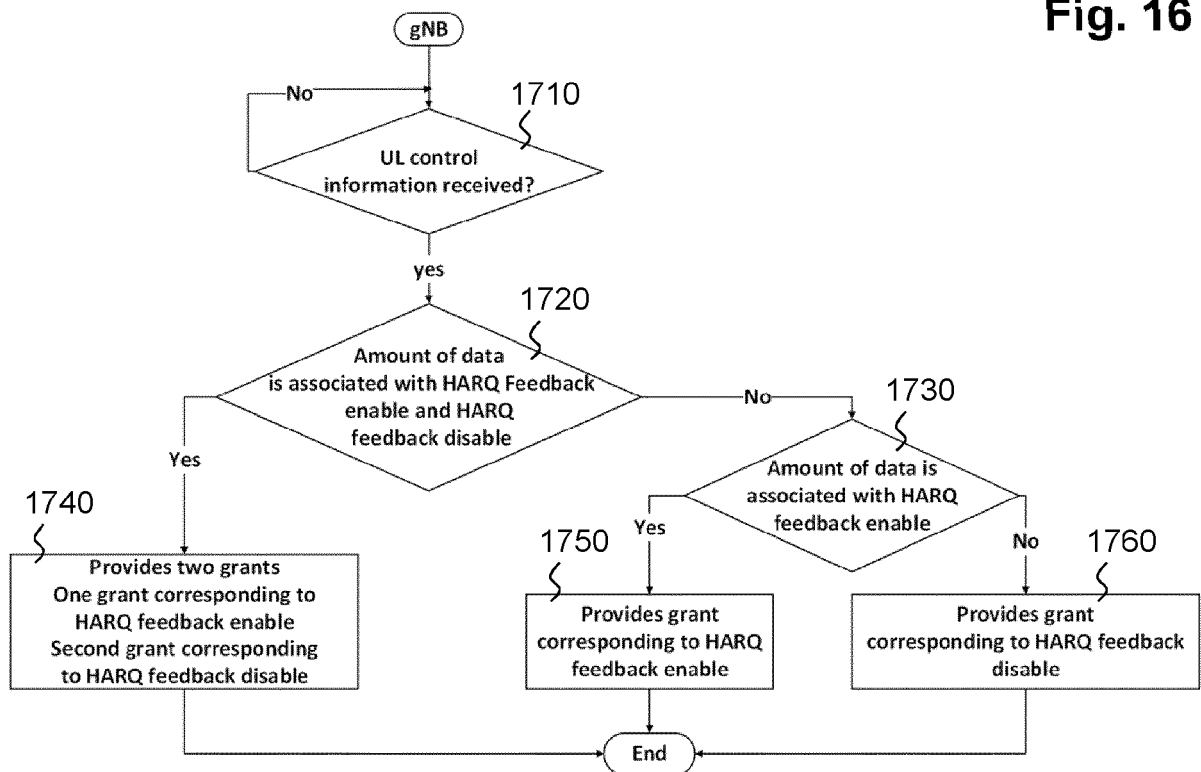 Fig. 16
gNB
No
1710
UL control
information received?
yes
1720
Amount of data
is associated with HARQ Feedback
enable and HARQ
feedback disable
No
1730
Yes
Amount of data is
associated with HARQ
feedback enable
1740
Yes
1750
No
1760
Provides two grants
One grant corresponding to
HARQ feedback enable
Second grant corresponding
to HARQ feedback disable
Provides grant
corresponding to HARQ
feedback enable
Provides grant
corresponding to HARQ feedback
disable
End